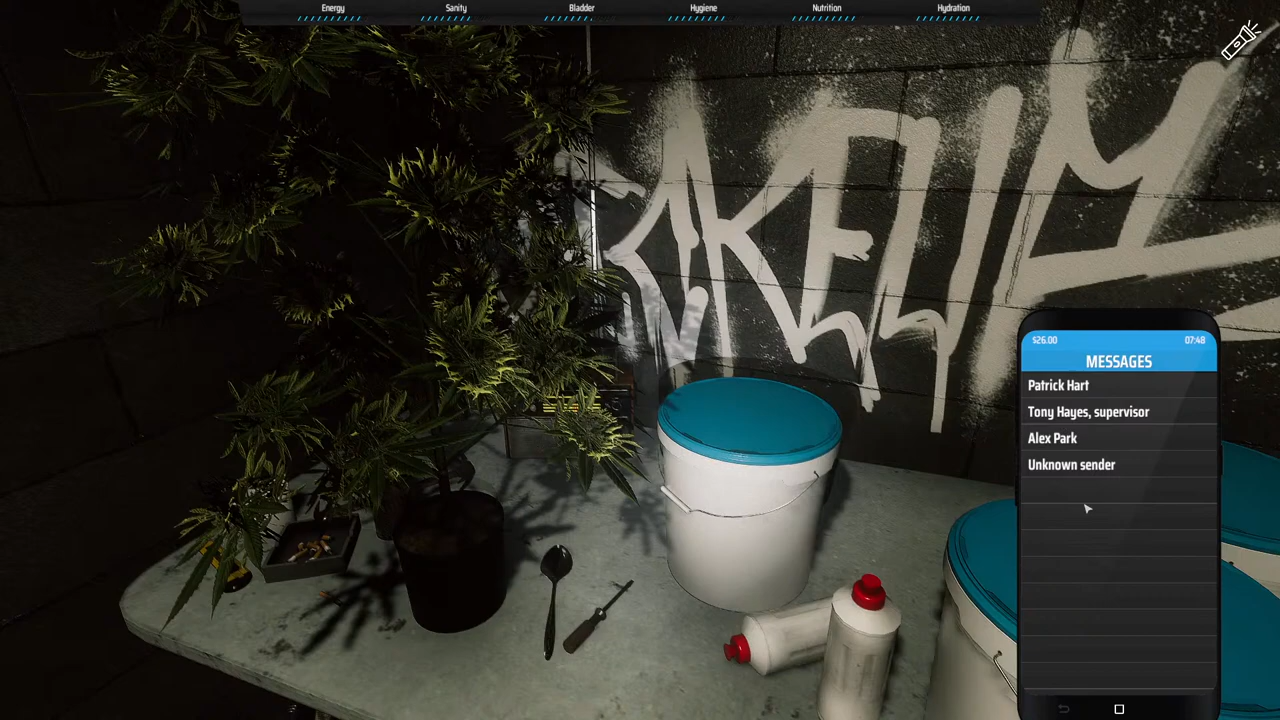 Energy
Sanity
Bladder
Hygiene
Nutrition
Hydration
$26.00
07:48
MESSAGES
Patrick Hart
Tony Hayes, supervisor
Alex Park
Unknown sender